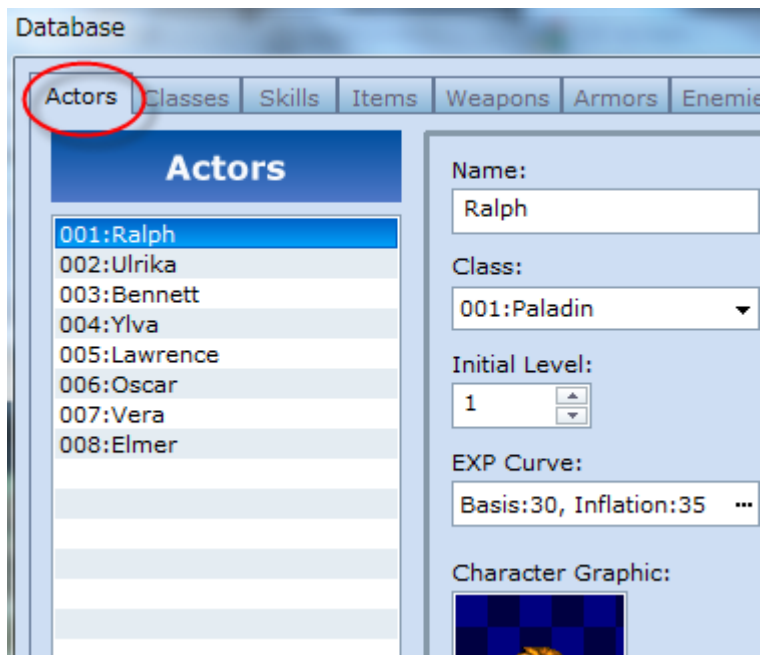 Database
Actors Classes Skills Items Weapons Armors Enemie
Actors
001:Ralph
002:Ulrika
003:Bennett
004:Ylva
005:Lawrence
006:Oscar
007:Vera
008:Elmer
Name:
Ralph
Class:
001:Paladin
Initial Level:
1
EXP Curve:
Basis:30, Inflation:35 ...
Character Graphic: